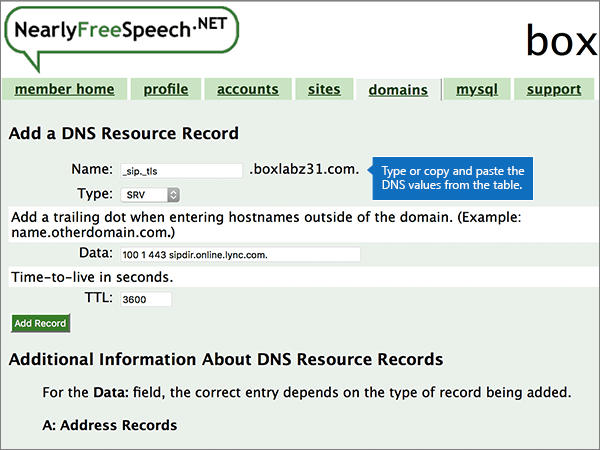 NearlyFreeSpeech.NET
box
member home profile accounts sites domains mysql support
Add a DNS Resource Record
Name: _sip._tls .boxlabz31.com. Type or copy and paste the
DNS values from the table.
Type: SRV
Add a trailing dot when entering hostnames outside of the domain. (Example:
name.otherdomain.com.)
Data: 100 1 443 sipdir.online.lync.com.
Time-to-live in seconds.
TTL: 3600
Add Record
Additional Information About DNS Resource Records
For the Data: field, the correct entry depends on the type of record being added.
A: Address Records